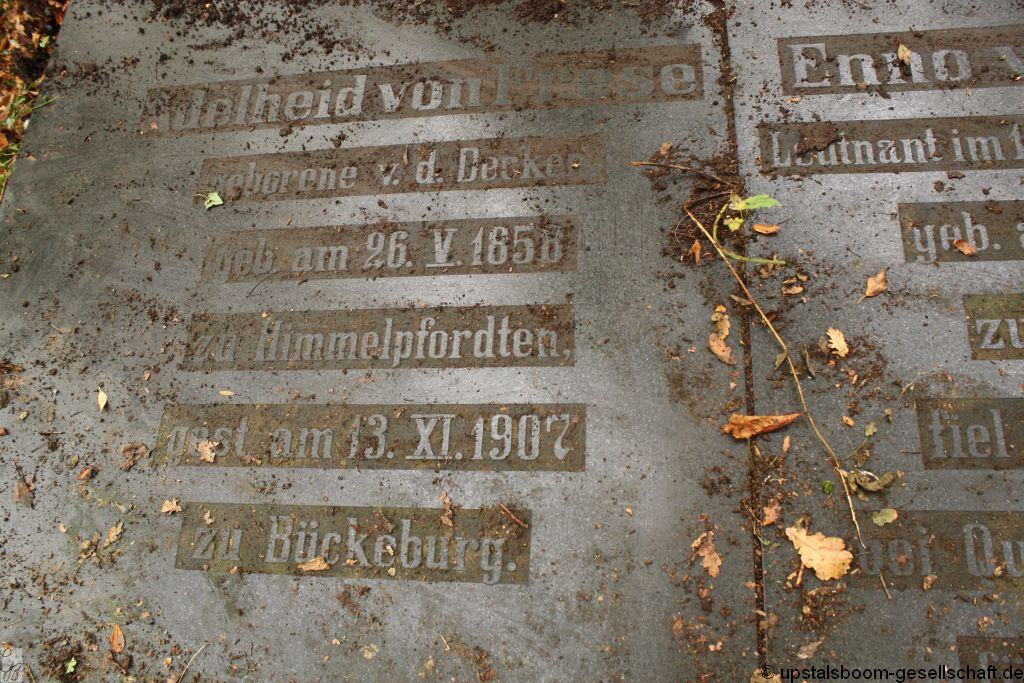 Adelheid von Frese
geborene v. d. Decken
geb. am 26. V. 1858
zu Himmelpfordten,
gest. am 13. XI. 1907
zu Bückeburg.
Enno
Leutnant im
geb.
zu
fiel
bei
© upstalsboom-gesellschaft.de